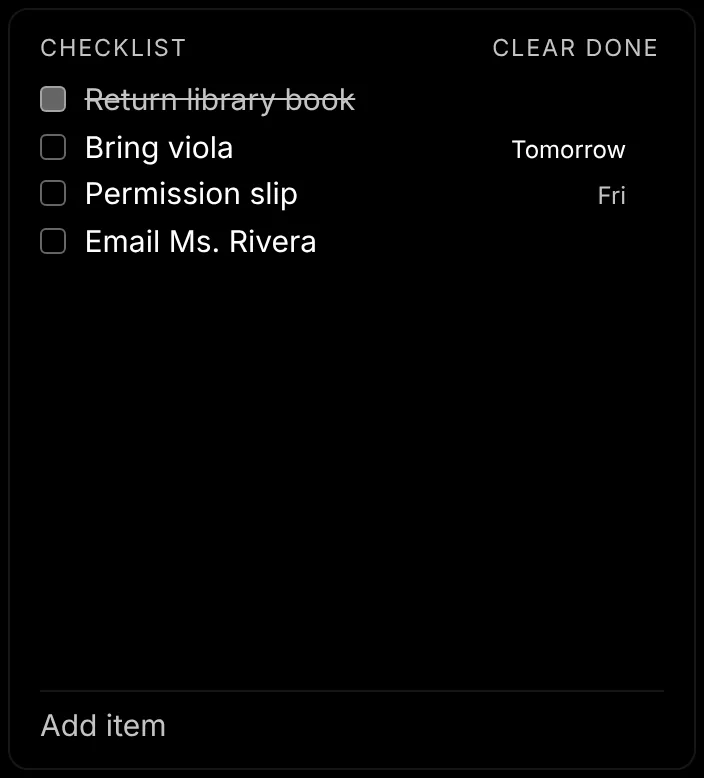 CHECKLIST CLEAR DONE
Return library book
Bring viola Tomorrow
Permission slip Fri
Email Ms. Rivera
Add item